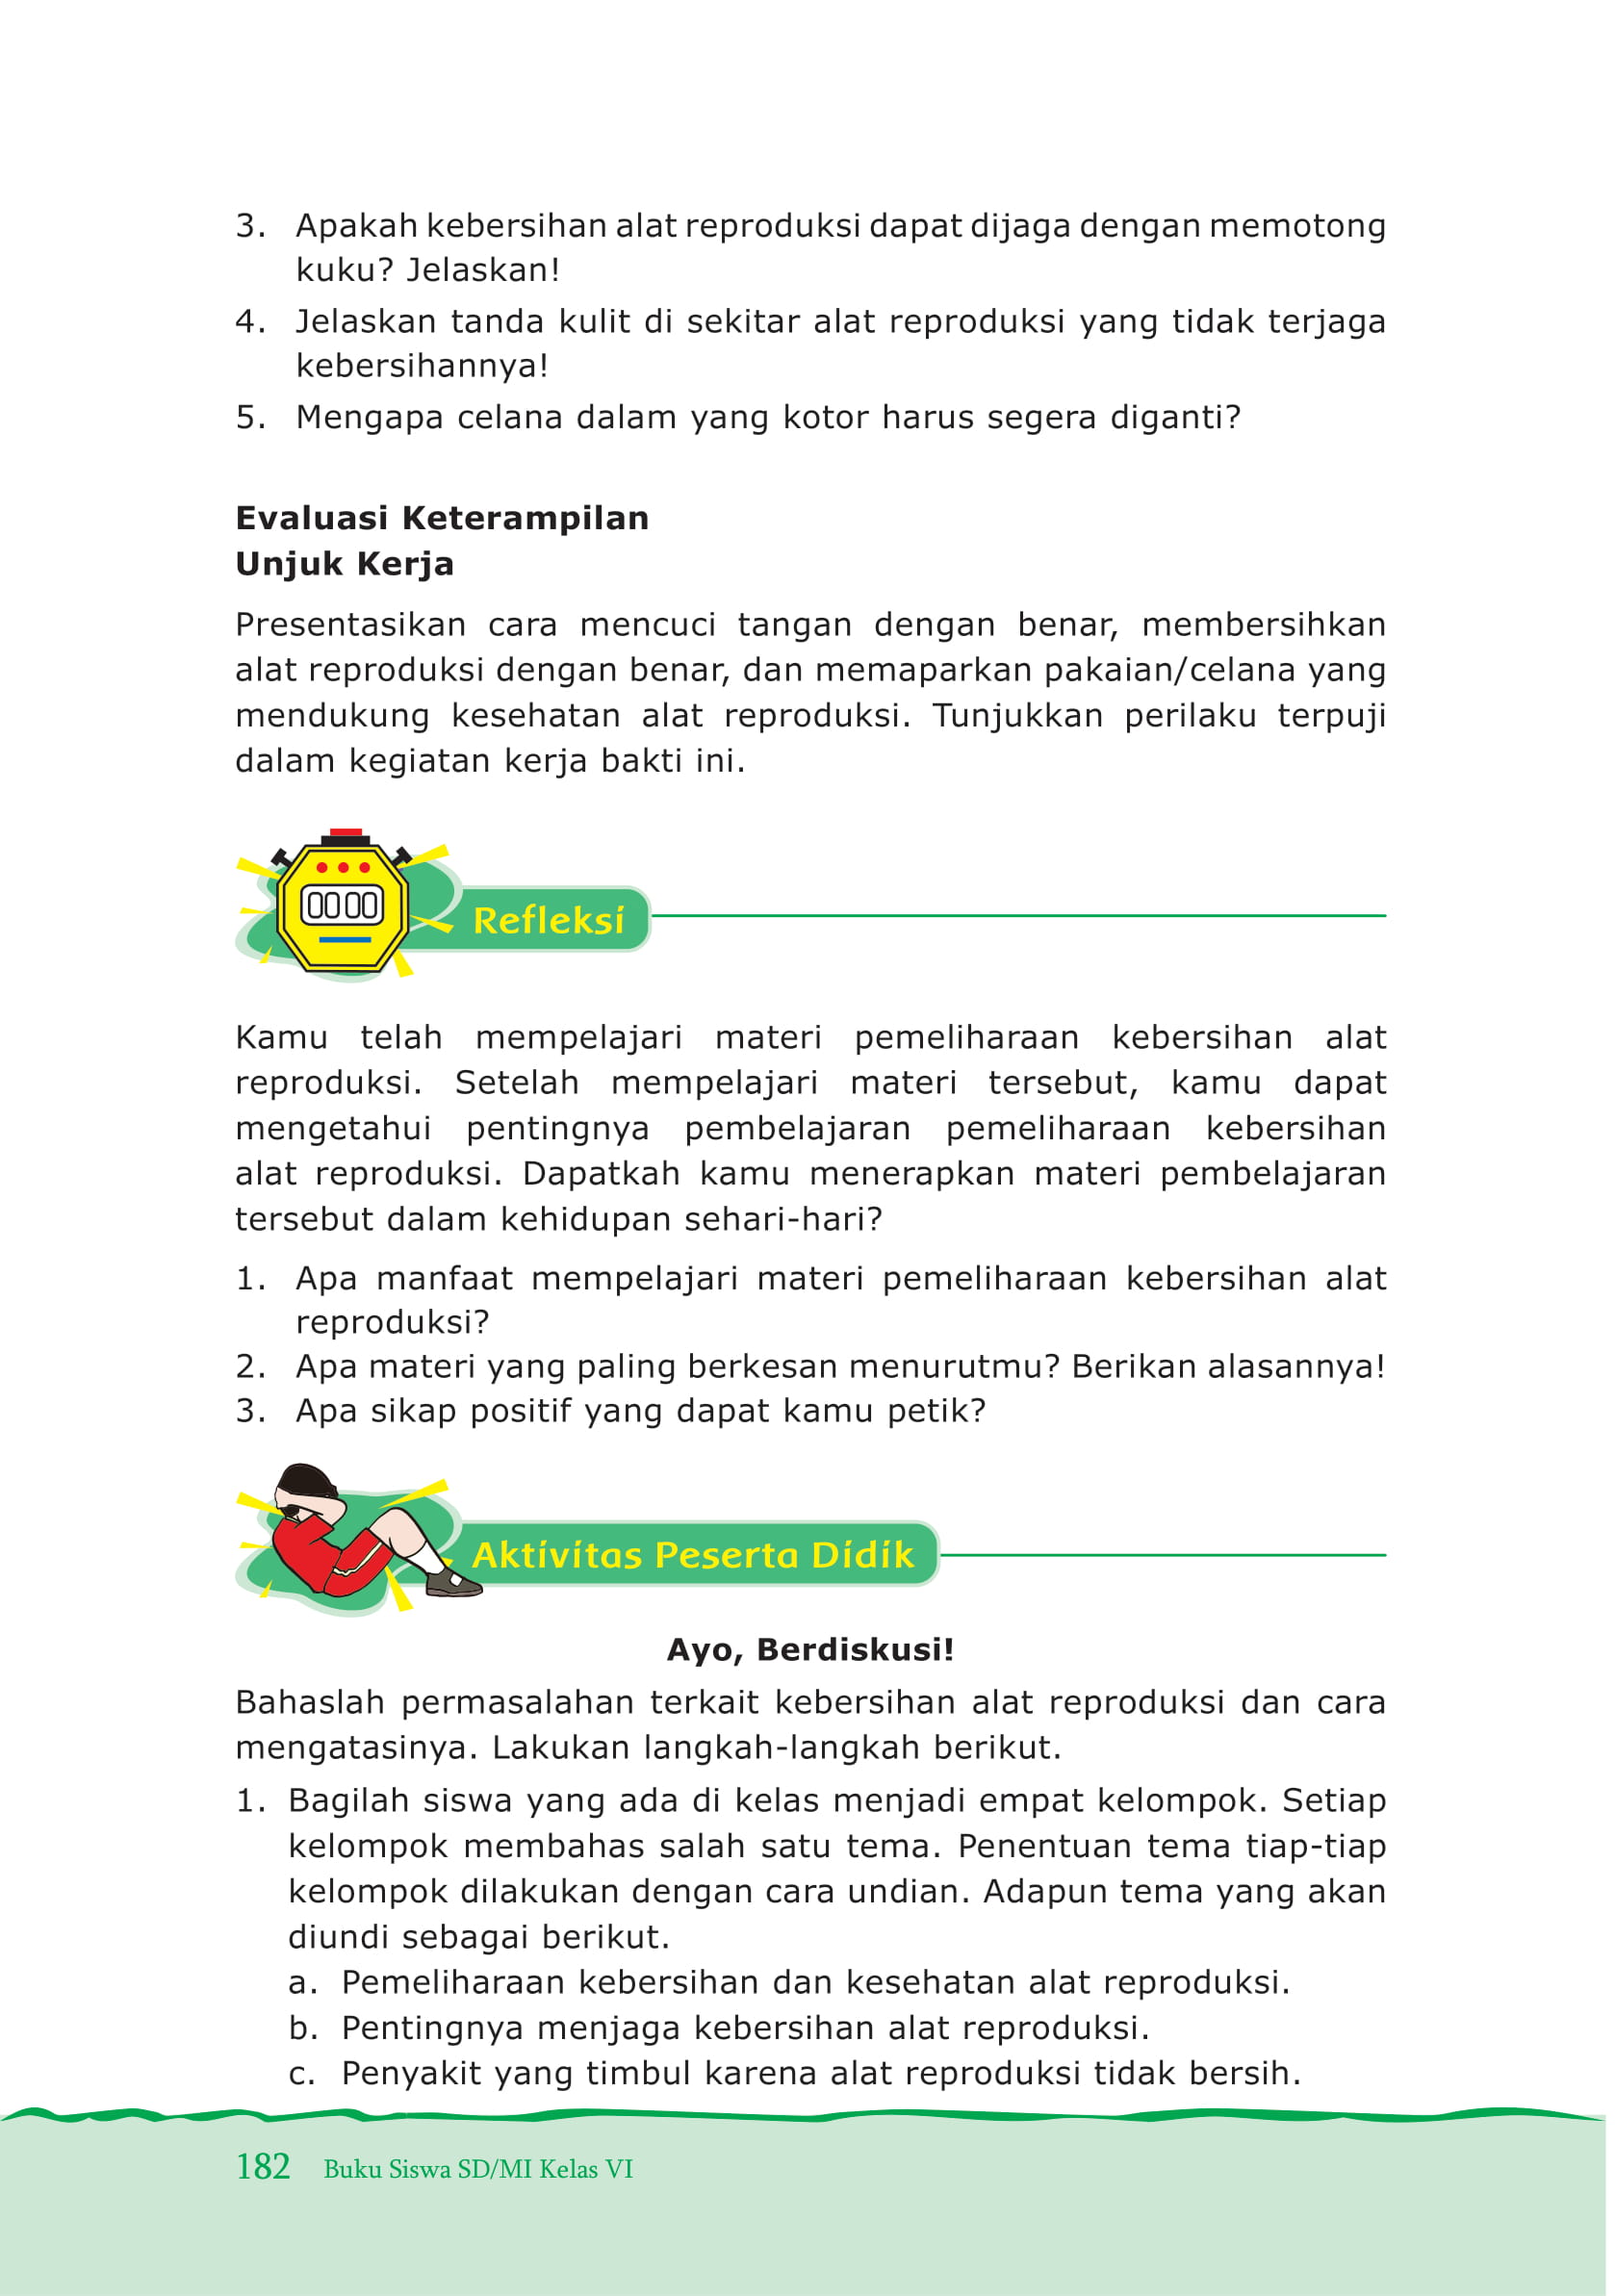 3. Apakah kebersihan alat reproduksi dapat dijaga dengan memotong
kuku? Jelaskan!
4. Jelaskan tanda kulit di sekitar alat reproduksi yang tidak terjaga
kebersihannya!
5. Mengapa celana dalam yang kotor harus segera diganti?
Evaluasi Keterampilan
Unjuk Kerja
Presentasikan cara mencuci tangan dengan benar, membersihkan
alat reproduksi dengan benar, dan memaparkan pakaian/celana yang
mendukung kesehatan alat reproduksi. Tunjukkan perilaku terpuji
dalam kegiatan kerja bakti ini.
0000
Refleksi
Kamu telah mempelajari materi pemeliharaan kebersihan alat
reproduksi. Setelah mempelajari materi tersebut, kamu dapat
mengetahui pentingnya pembelajaran pemeliharaan kebersihan
alat reproduksi. Dapatkah kamu menerapkan materi pembelajaran
tersebut dalam kehidupan sehari-hari?
1. Apa manfaat mempelajari materi pemeliharaan kebersihan alat
reproduksi?
2. Apa materi yang paling berkesan menurutmu? Berikan alasannya!
3. Apa sikap positif yang dapat kamu petik?
Aktivitas Peserta Didik
Ayo, Berdiskusi!
Bahaslah permasalahan terkait kebersihan alat reproduksi dan cara
mengatasinya. Lakukan langkah-langkah berikut.
1. Bagilah siswa yang ada di kelas menjadi empat kelompok. Setiap
kelompok membahas salah satu tema. Penentuan tema tiap-tiap
kelompok dilakukan dengan cara undian. Adapun tema yang akan
diundi sebagai berikut.
a. Pemeliharaan kebersihan dan kesehatan alat reproduksi.
b. Pentingnya menjaga kebersihan alat reproduksi.
c. Penyakit yang timbul karena alat reproduksi tidak bersih.
182 Buku Siswa SD/MI Kelas VI